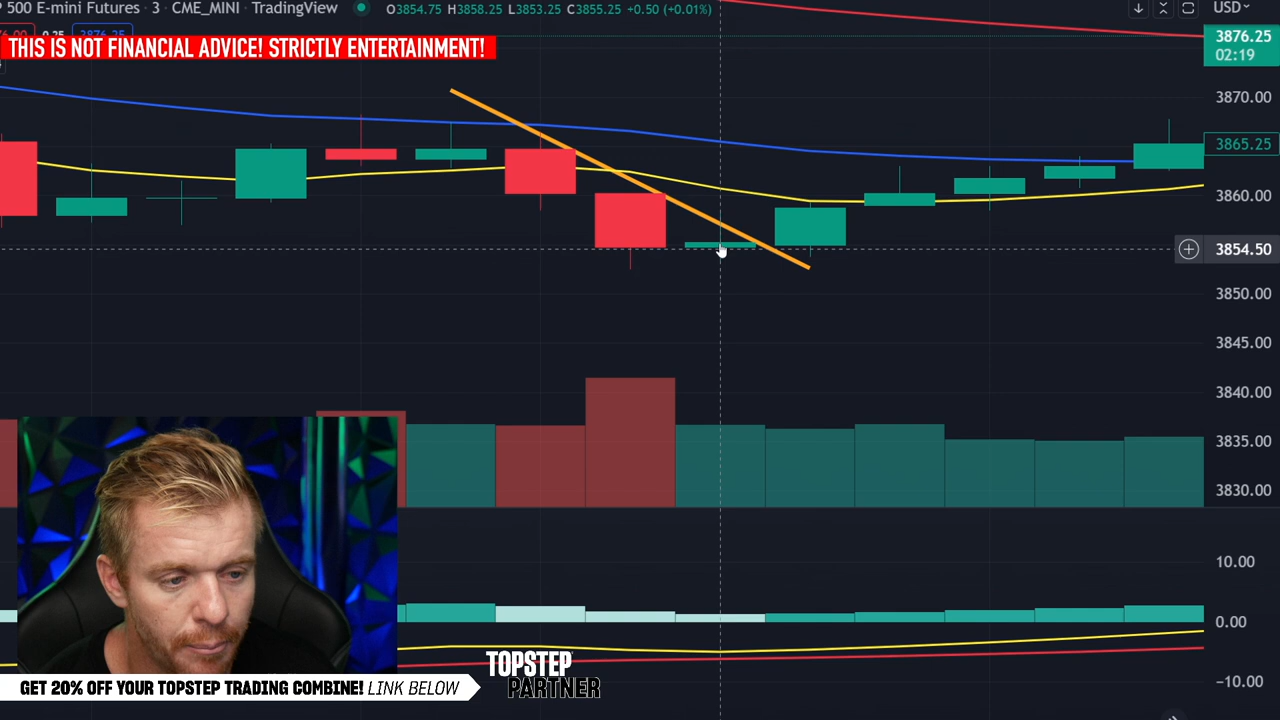 P 500 E-mini Futures · 3 · CME_MINI · TradingView O3854.75 H3858.25 L3853.25 C3855.25 +0.50 (+0.01%) USD
THIS IS NOT FINANCIAL ADVICE! STRICTLY ENTERTAINMENT!
3876.25
02:19
3870.00
3865.25
3860.00
3854.50
3850.00
3845.00
3840.00
3835.00
3830.00
10.00
0.00
−10.00
TOPSTEP
PARTNER
GET 20% OFF YOUR TOPSTEP TRADING COMBINE! LINK BELOW